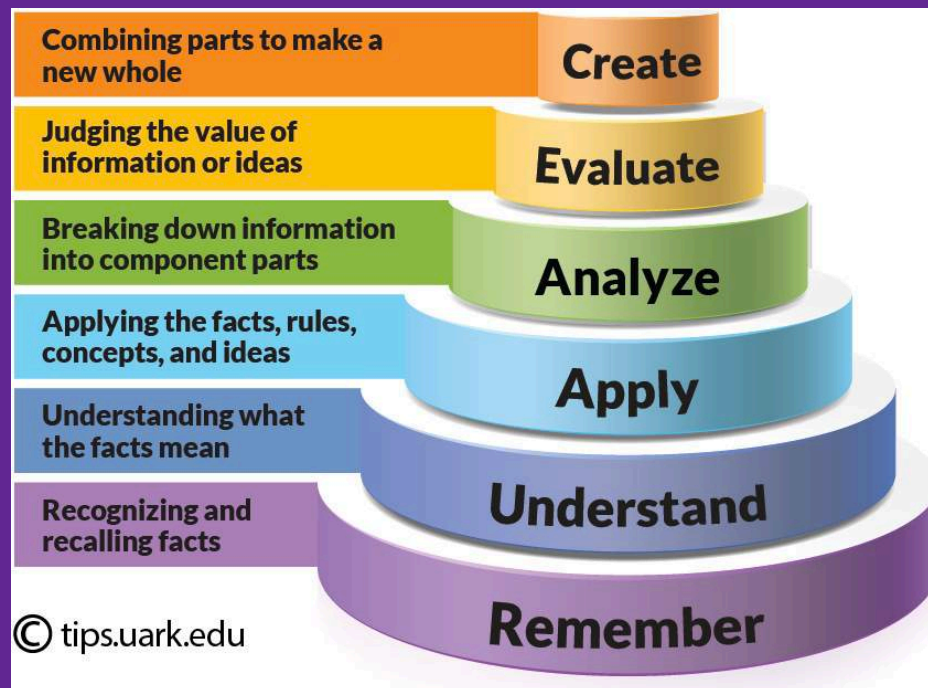 Combining parts to make a
new whole
Create
Judging the value of
information or ideas
Evaluate
Breaking down information
into component parts
Analyze
Applying the facts, rules,
concepts, and ideas
Apply
Understanding what
the facts mean
Understand
Recognizing and
recalling facts
Remember
© tips.uark.edu